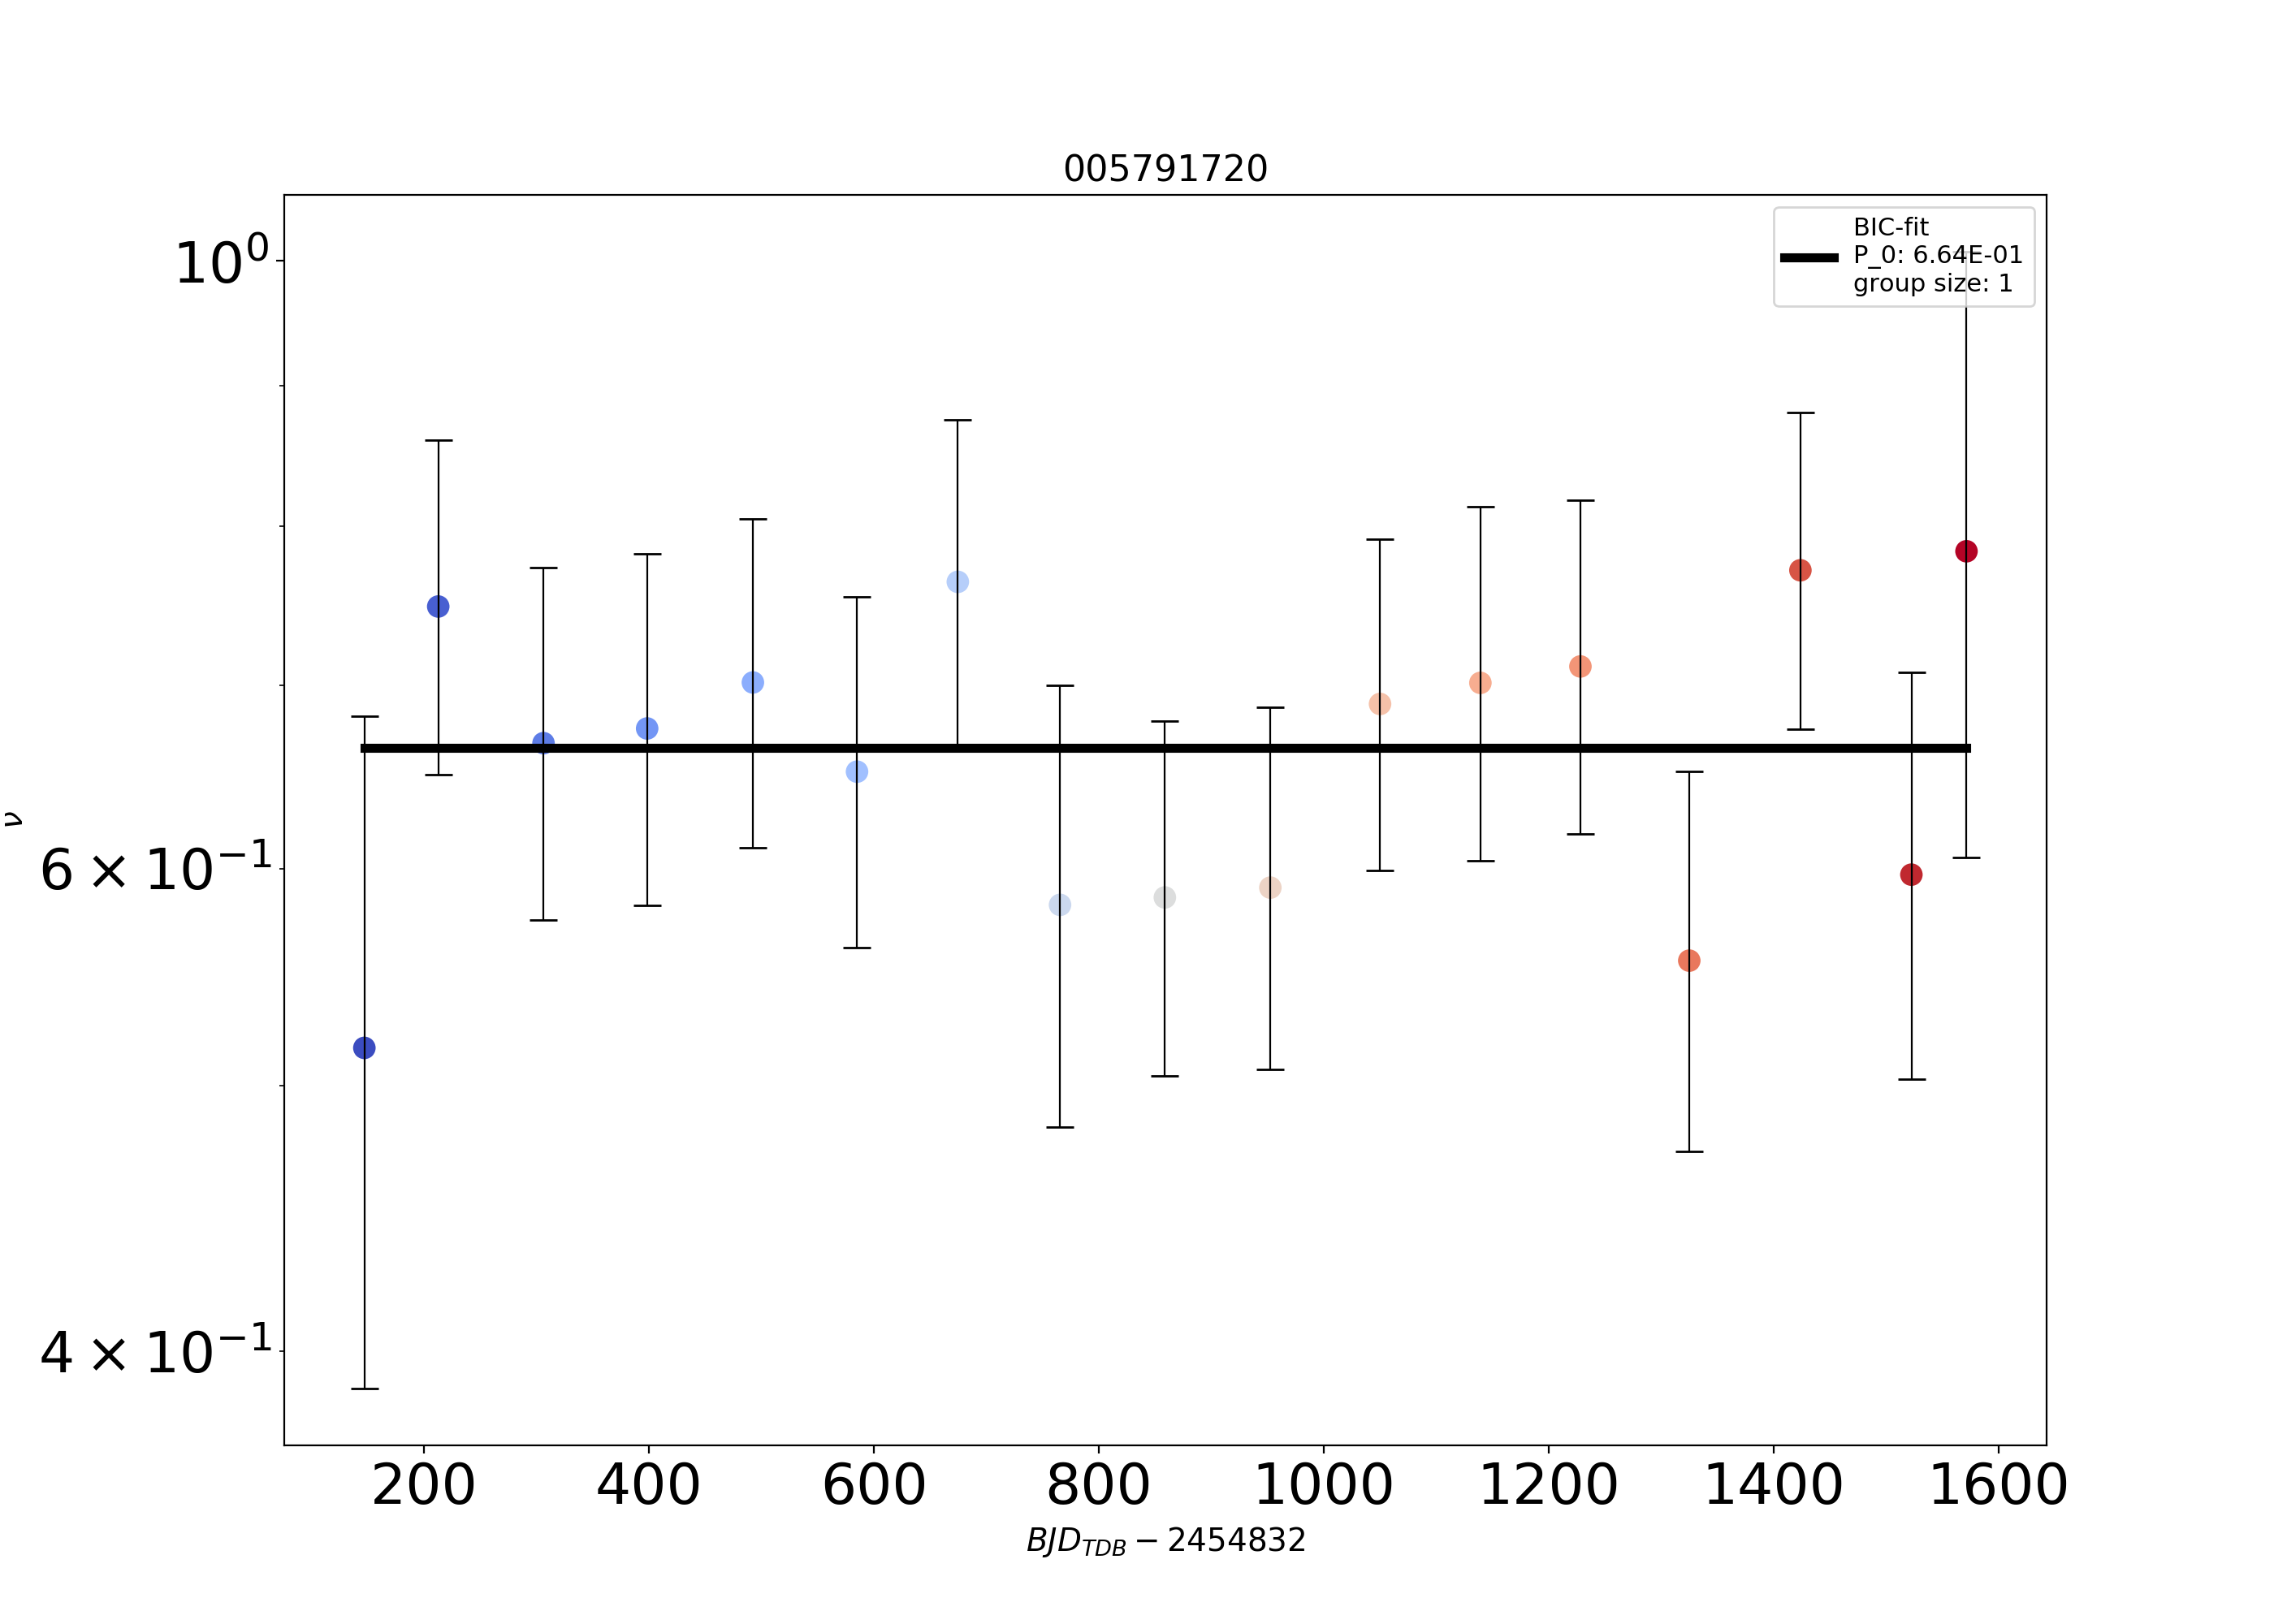 005791720
BIC-fit
P_0: 6.64E-01
group size: 1
10⁰
6 × 10⁻¹
4 × 10⁻¹
ν
200 400 600 800 1000 1200 1400 1600
BJD_TDB − 2454832